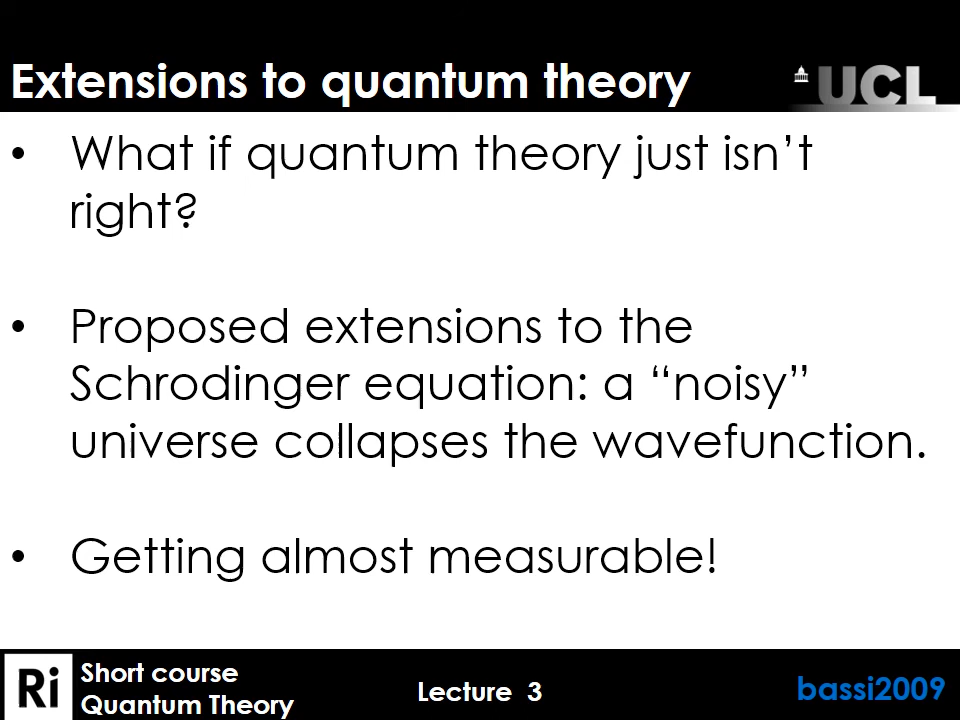 Extensions to quantum theory
UCL
• What if quantum theory just isn’t
right?
• Proposed extensions to the
Schrodinger equation: a “noisy”
universe collapses the wavefunction.
• Getting almost measurable!
Ri
Short course
Quantum Theory
Lecture 3
bassi2009